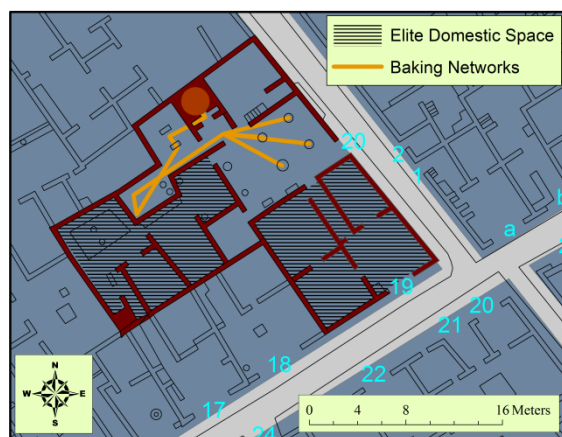 Elite Domestic Space
Baking Networks
20
2
1
a
b
19
20
21
18
22
17
24
N
W E
S
0 4 8 16 Meters